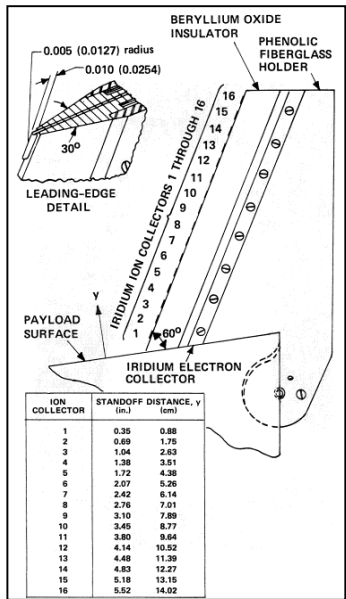 BERYLLIUM OXIDE
INSULATOR
PHENOLIC
FIBERGLASS
HOLDER
0.005 (0.0127) radius
0.010 (0.0254)
30º
LEADING-EDGE
DETAIL
IRIDIUM ION COLLECTORS 1 THROUGH 16
16
15
14
13
12
11
10
9
8
7
6
5
4
3
2
1
y
60º
PAYLOAD
SURFACE
IRIDIUM ELECTRON
COLLECTOR
ION COLLECTOR STANDOFF DISTANCE, y
(in.) (cm)
1 0.35 0.88
2 0.69 1.75
3 1.04 2.63
4 1.38 3.51
5 1.72 4.38
6 2.07 5.26
7 2.42 6.14
8 2.76 7.01
9 3.10 7.89
10 3.45 8.77
11 3.80 9.64
12 4.14 10.52
13 4.48 11.39
14 4.83 12.27
15 5.18 13.15
16 5.52 14.02